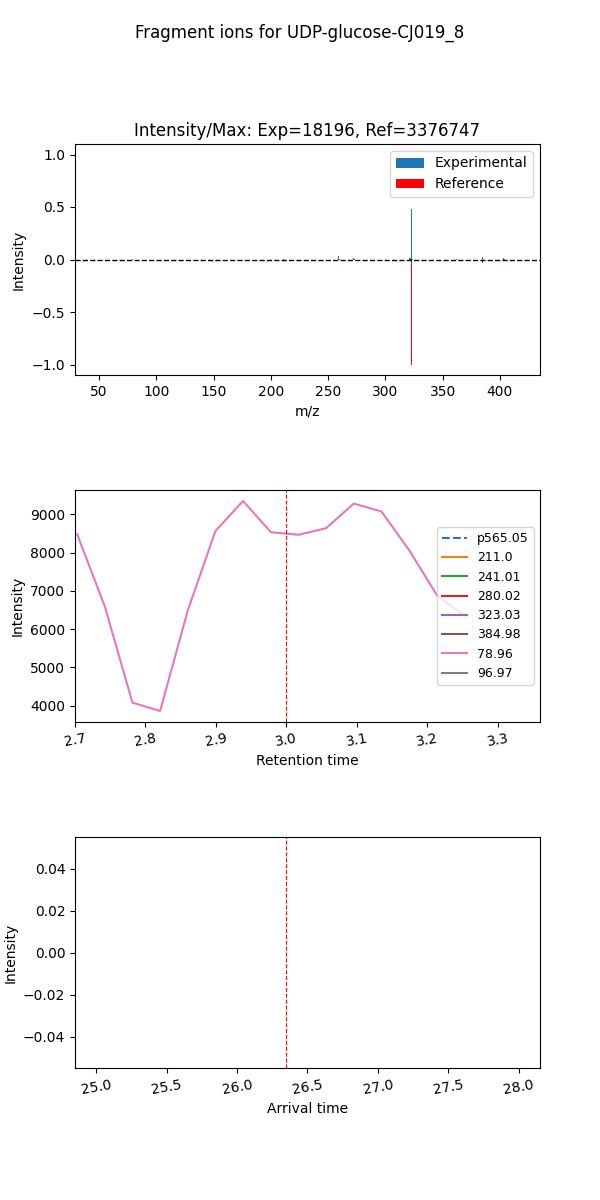 Fragment ions for UDP-glucose-CJ019_8
Intensity/Max: Exp=18196, Ref=3376747
1.0
0.5
0.0
−0.5
−1.0
Intensity
Experimental
Reference
50 100 150 200 250 300 350 400
m/z
9000
8000
7000
6000
5000
4000
Intensity
p565.05
211.0
241.01
280.02
323.03
384.98
78.96
96.97
2.7 2.8 2.9 3.0 3.1 3.2 3.3
Retention time
0.04
0.02
0.00
−0.02
−0.04
Intensity
25.0 25.5 26.0 26.5 27.0 27.5 28.0
Arrival time